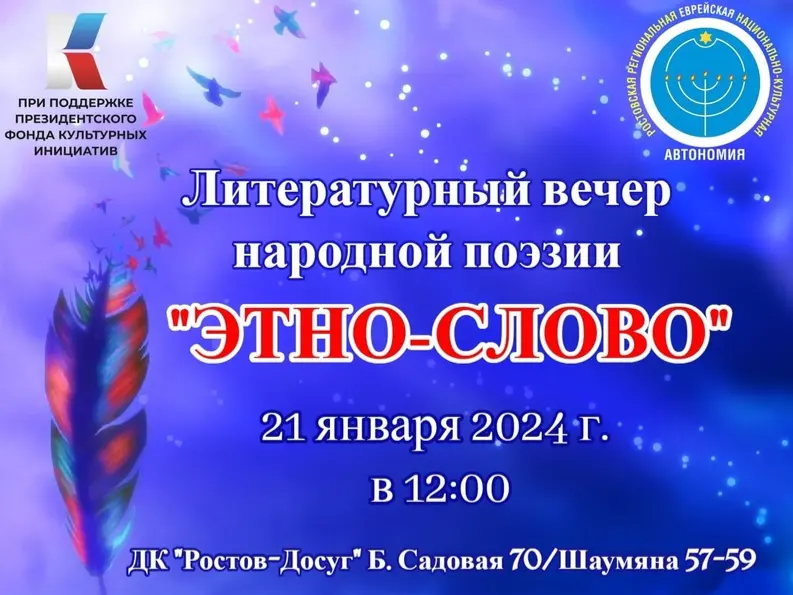 ПРИ ПОДДЕРЖКЕ
ПРЕЗИДЕНТСКОГО
ФОНДА КУЛЬТУРНЫХ
ИНИЦИАТИВ
РОСТОВСКАЯ РЕГИОНАЛЬНАЯ ЕВРЕЙСКАЯ НАЦИОНАЛЬНО-КУЛЬТУРНАЯ
АВТОНОМИЯ
Литературный вечер
народной поэзии
"ЭТНО-СЛОВО"
21 января 2024 г.
в 12:00
ДК "Ростов-Досуг" Б. Садовая 70/Шаумяна 57-59